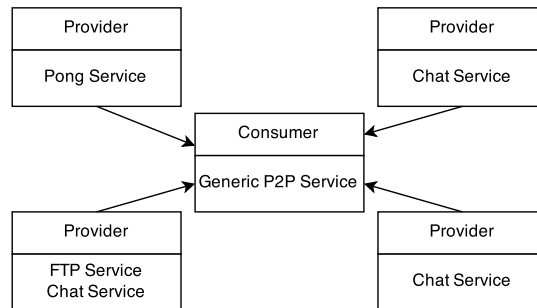 Provider
Pong Service
Provider
Chat Service
Consumer
Generic P2P Service
Provider
FTP Service
Chat Service
Provider
Chat Service